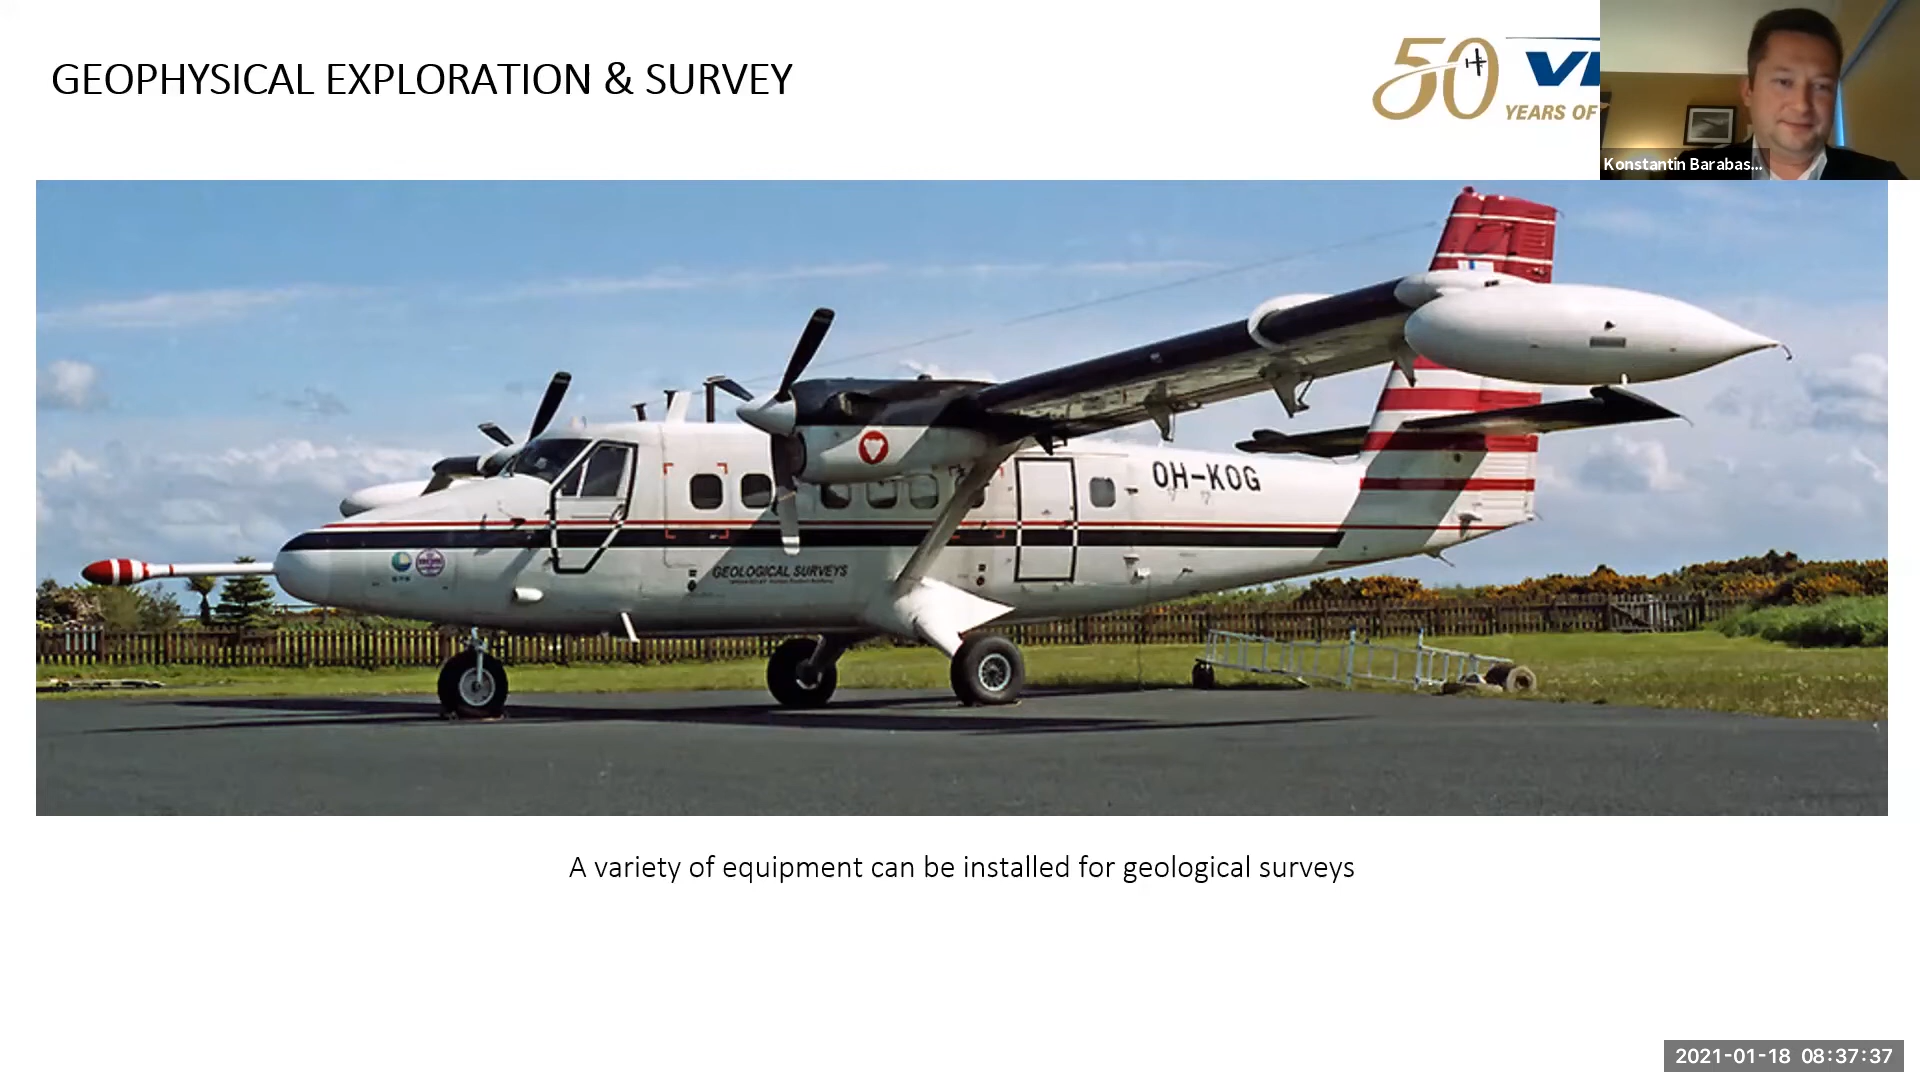 GEOPHYSICAL EXPLORATION & SURVEY
50
VI
YEARS OF
Konstantin Barabas...
OH-KOG
GEOLOGICAL SURVEYS
A variety of equipment can be installed for geological surveys
2021-01-18 08:37:37